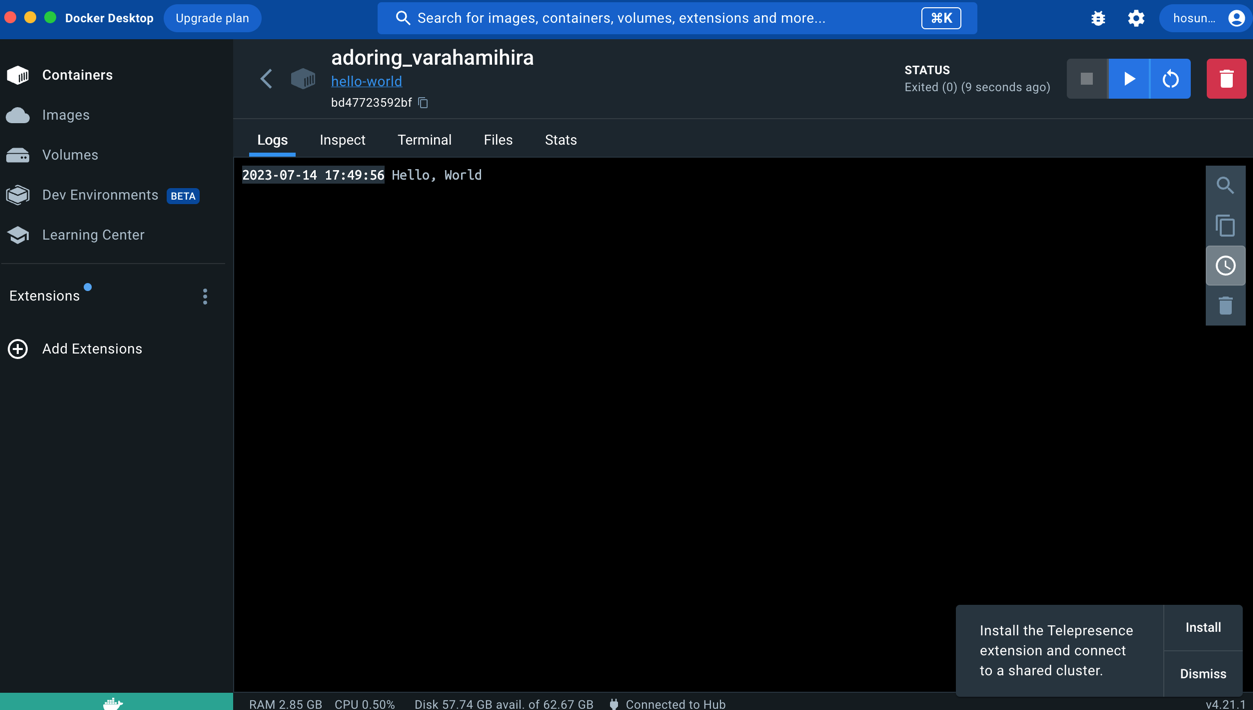 Docker Desktop
Upgrade plan
Search for images, containers, volumes, extensions and more...
⌘K
hosun...
Containers
Images
Volumes
Dev Environments BETA
Learning Center
Extensions
Add Extensions
adoring_varahamihira
hello-world
bd47723592bf
STATUS
Exited (0) (9 seconds ago)
Logs Inspect Terminal Files Stats
2023-07-14 17:49:56 Hello, World
Install the Telepresence
extension and connect
to a shared cluster.
Install
Dismiss
RAM 2.85 GB CPU 0.50% Disk 57.74 GB avail. of 62.67 GB Connected to Hub
v4.21.1